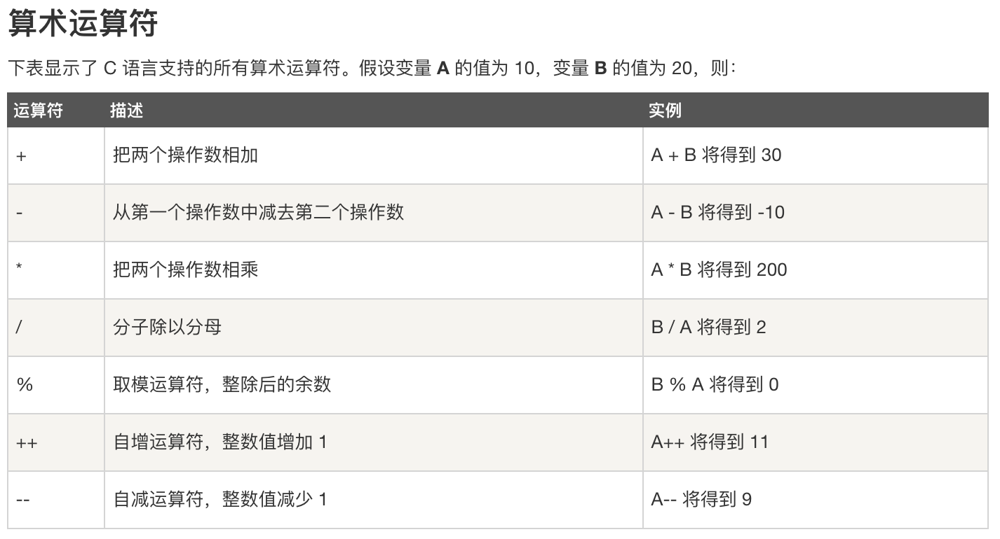 算术运算符
下表显示了 C 语言支持的所有算术运算符。假设变量 A 的值为 10，变量 B 的值为 20，则：
运算符 描述 实例
+ 把两个操作数相加 A + B 将得到 30
- 从第一个操作数中减去第二个操作数 A - B 将得到 -10
* 把两个操作数相乘 A * B 将得到 200
/ 分子除以分母 B / A 将得到 2
% 取模运算符，整除后的余数 B % A 将得到 0
++ 自增运算符，整数值增加 1 A++ 将得到 11
-- 自减运算符，整数值减少 1 A-- 将得到 9